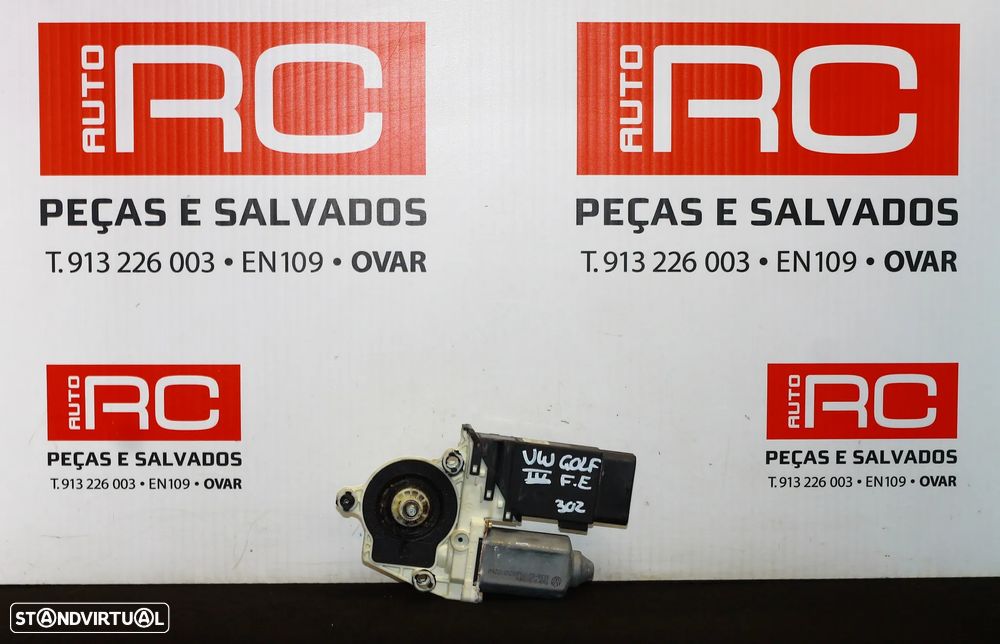 AUTO RC
PEÇAS E SALVADOS
T. 913 226 003 • EN109 • OVAR
AUTO RC
PEÇAS E SALVADOS
T. 913 226 003 • EN109 • OVAR
AUTO RC
PEÇAS E SALVADOS
T. 913 226 003 • EN109 • OVAR
AUTO RC
PEÇAS E SALVADOS
T. 913 226 003 • EN109 • OVAR
VW GOLF
IV F.E
302
STANDVIRTUAL